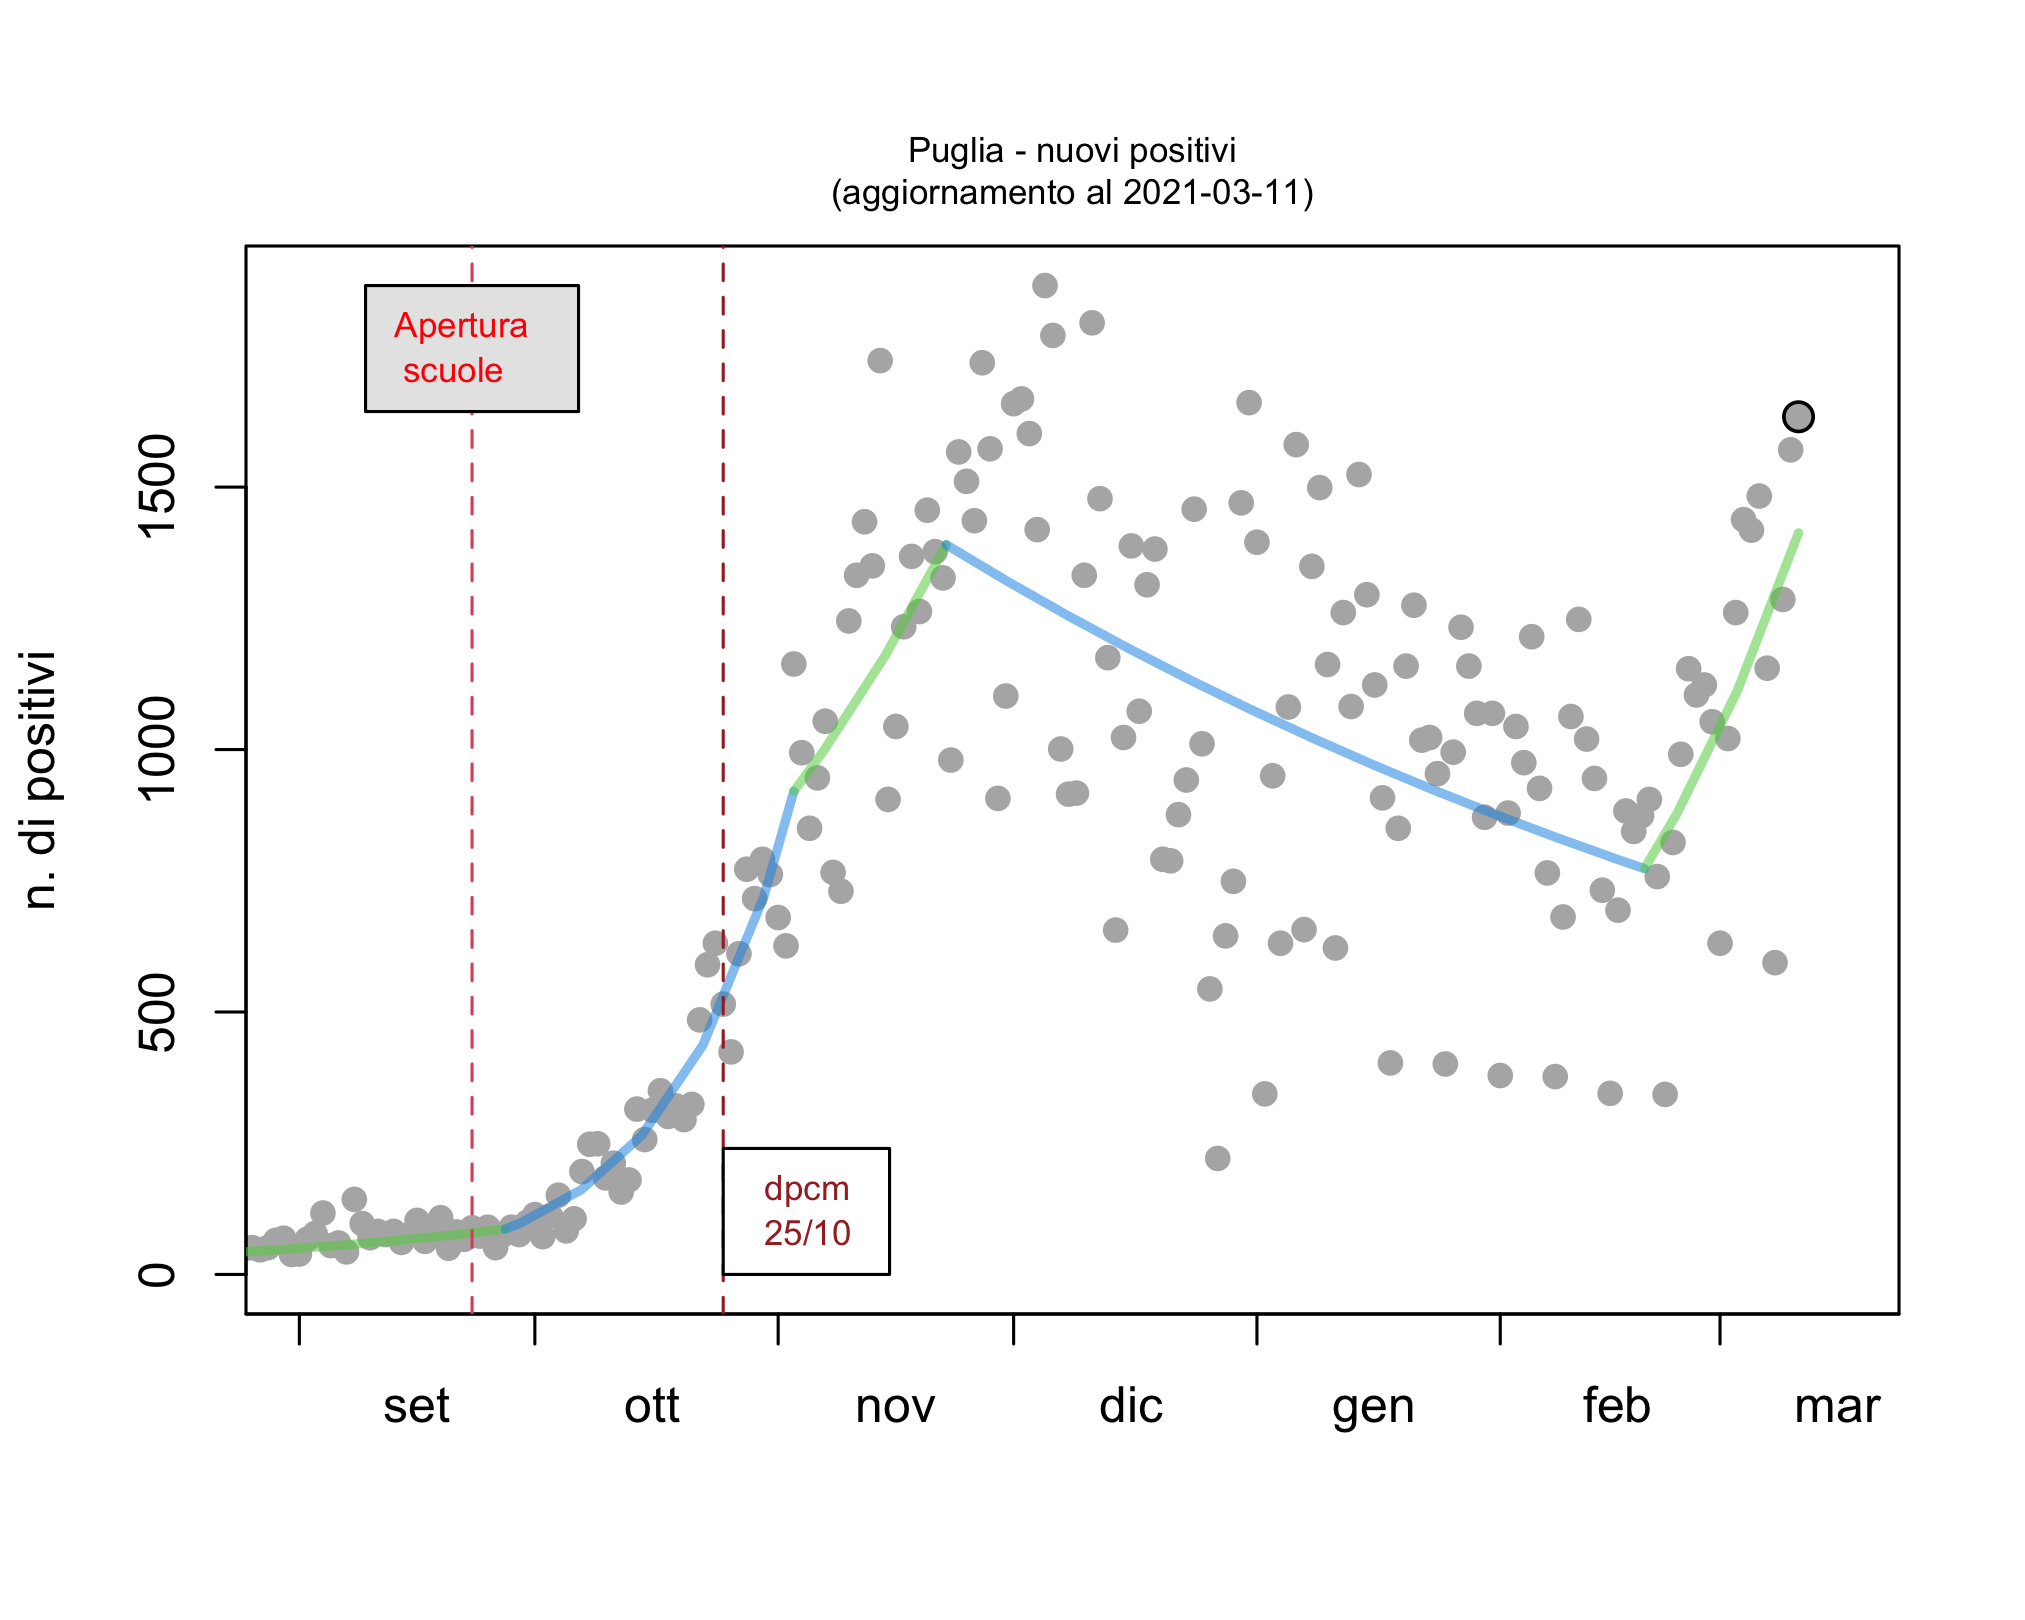 Puglia - nuovi positivi
(aggiornamento al 2021-03-11)
Apertura
scuole
dpcm
25/10
n. di positivi
1500
1000
500
0
set ott nov dic gen feb mar